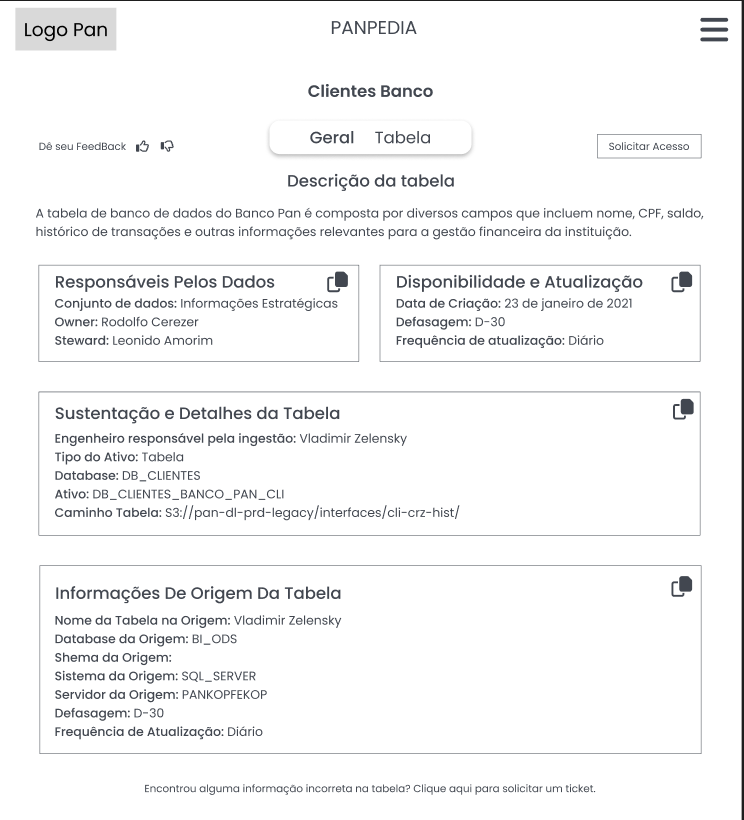 Logo Pan
PANPEDIA
Clientes Banco
Dê seu FeedBack
Geral Tabela
Solicitar Acesso
Descrição da tabela
A tabela de banco de dados do Banco Pan é composta por diversos campos que incluem nome, CPF, saldo,
histórico de transações e outras informações relevantes para a gestão financeira da instituição.
Responsáveis Pelos Dados
Conjunto de dados: Informações Estratégicas
Owner: Rodolfo Cerezer
Steward: Leonido Amorim
Disponibilidade e Atualização
Data de Criação: 23 de janeiro de 2021
Defasagem: D-30
Frequência de atualização: Diário
Sustentação e Detalhes da Tabela
Engenheiro responsável pela ingestão: Vladimir Zelensky
Tipo do Ativo: Tabela
Database: DB_CLIENTES
Ativo: DB_CLIENTES_BANCO_PAN_CLI
Caminho Tabela: S3://pan-dl-prd-legacy/interfaces/cli-crz-hist/
Informações De Origem Da Tabela
Nome da Tabela na Origem: Vladimir Zelensky
Database da Origem: BI_ODS
Shema da Origem:
Sistema da Origem: SQL_SERVER
Servidor da Origem: PANKOPFEKOP
Defasagem: D-30
Frequência de Atualização: Diário
Encontrou alguma informação incorreta na tabela? Clique aqui para solicitar um ticket.